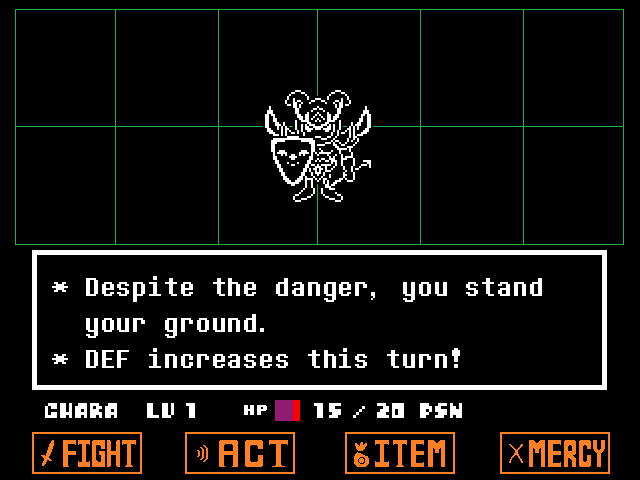 * Despite the danger, you stand
your ground.
* DEF increases this turn!
CHARA LV 1 HP 15 / 20 PSN
FIGHT ACT ITEM MERCY